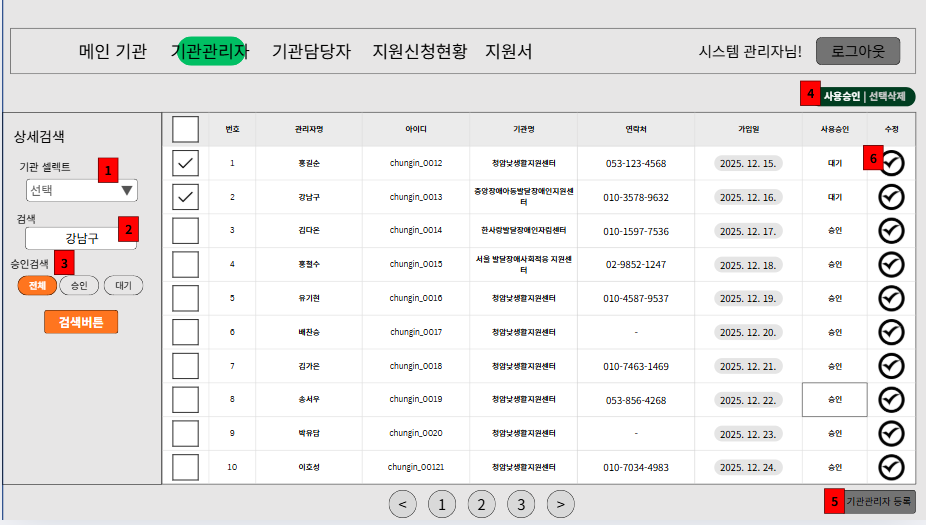 메인 기관 기관관리자 기관담당자 지원신청현황 지원서 시스템 관리자님! 로그아웃
4 사용승인 | 선택삭제
상세검색
기관 셀렉트 1
선택
검색 2
강남구
승인검색 3
전체 승인 대기
검색버튼
번호 관리자명 아이디 기관명 연락처 가입일 사용승인 수정
1 홍길순 chungin_0012 청암낮생활지원센터 053-123-4568 2025. 12. 15. 대기 6
2 강남구 chungin_0013 중앙장애아동발달장애인지원센터 010-3578-9632 2025. 12. 16. 대기
3 김다온 chungin_0014 한사랑발달장애인자립센터 010-1597-7536 2025. 12. 17. 승인
4 홍철수 chungin_0015 서울 발달장애사회적응 지원센터 02-9852-1247 2025. 12. 18. 승인
5 유기현 chungin_0016 청암낮생활지원센터 010-4587-9537 2025. 12. 19. 승인
6 배찬승 chungin_0017 청암낮생활지원센터 - 2025. 12. 20. 승인
7 김가은 chungin_0018 청암낮생활지원센터 010-7463-1469 2025. 12. 21. 승인
8 송서우 chungin_0019 청암낮생활지원센터 053-856-4268 2025. 12. 22. 승인
9 박유담 chungin_0020 청암낮생활지원센터 - 2025. 12. 23. 승인
10 이호성 chungin_00121 청암낮생활지원센터 010-7034-4983 2025. 12. 24. 승인
< 1 2 3 >
5 기관관리자 등록